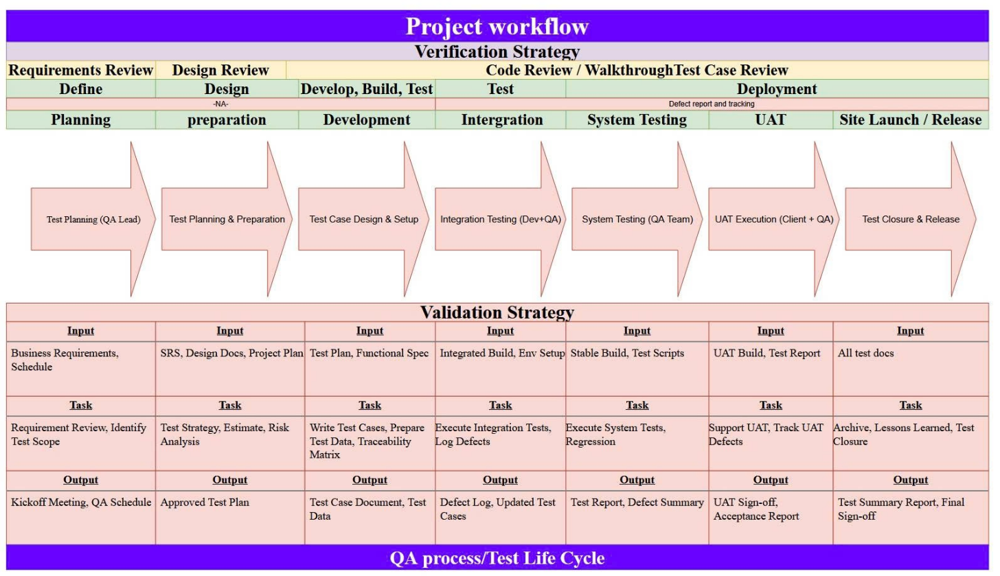 Project workflow
Verification Strategy
Requirements Review Design Review Code Review / WalkthroughTest Case Review
Define Design Develop, Build, Test Test Deployment
-NA- Defect report and tracking
Planning preparation Development Intergration System Testing UAT Site Launch / Release
Test Planning (QA Lead) Test Planning & Preparation Test Case Design & Setup Integration Testing (Dev+QA) System Testing (QA Team) UAT Execution (Client + QA) Test Closure & Release
Validation Strategy
Input Input Input Input Input Input Input
Business Requirements, SRS, Design Docs, Project Plan Test Plan, Functional Spec Integrated Build, Env Setup Stable Build, Test Scripts UAT Build, Test Report All test docs
Schedule
Task Task Task Task Task Task Task
Requirement Review, Identify Test Strategy, Estimate, Risk Write Test Cases, Prepare Execute Integration Tests, Execute System Tests, Support UAT, Track UAT Archive, Lessons Learned, Test
Test Scope Analysis Test Data, Traceability Log Defects Regression Defects Closure
Matrix
Output Output Output Output Output Output Output
Kickoff Meeting, QA Schedule Approved Test Plan Test Case Document, Test Defect Log, Updated Test Test Report, Defect Summary UAT Sign-off, Test Summary Report, Final
Data Cases Acceptance Report Sign-off
QA process/Test Life Cycle